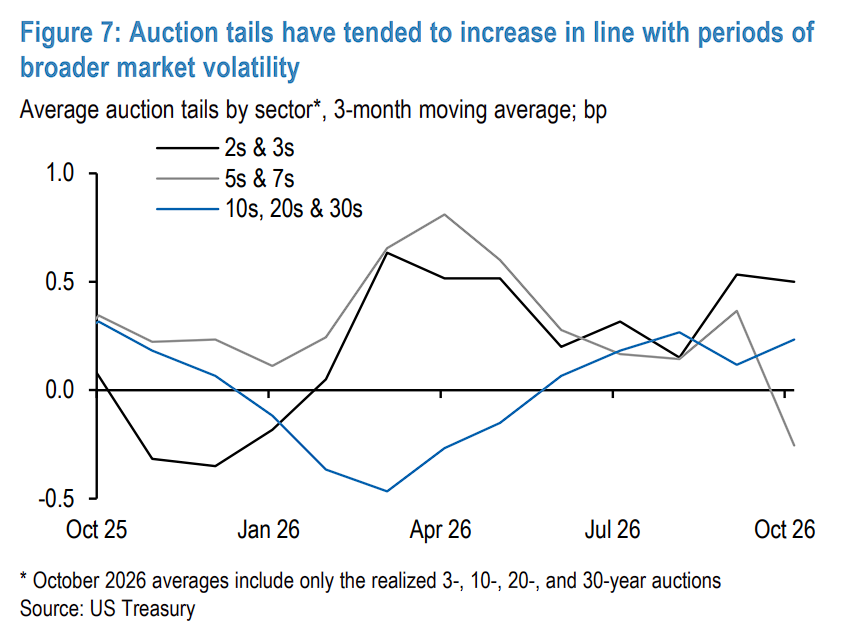 Figure 7: Auction tails have tended to increase in line with periods of
broader market volatility
Average auction tails by sector*, 3-month moving average; bp
2s & 3s
5s & 7s
10s, 20s & 30s
1.0
0.5
0.0
-0.5
Oct 25 Jan 26 Apr 26 Jul 26 Oct 26
* October 2026 averages include only the realized 3-, 10-, 20-, and 30-year auctions
Source: US Treasury